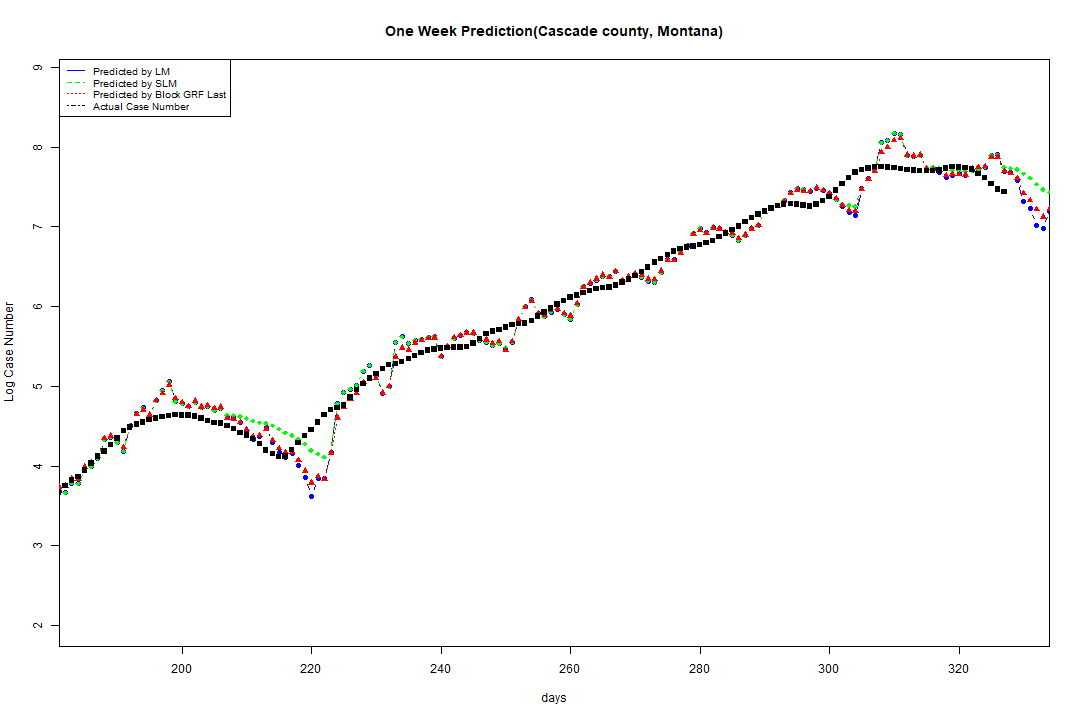 One Week Prediction(Cascade county, Montana)
Predicted by LM
Predicted by SLM
Predicted by Block GRF Last
Actual Case Number
9
8
7
6
5
4
3
2
Log Case Number
200 220 240 260 280 300 320
days